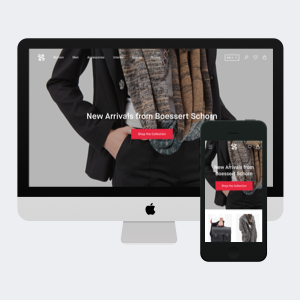 New Arrivals from Boessert Schorn
Shop the Collection
New Arrivals from
Boessert Schorn
Shop the Collection